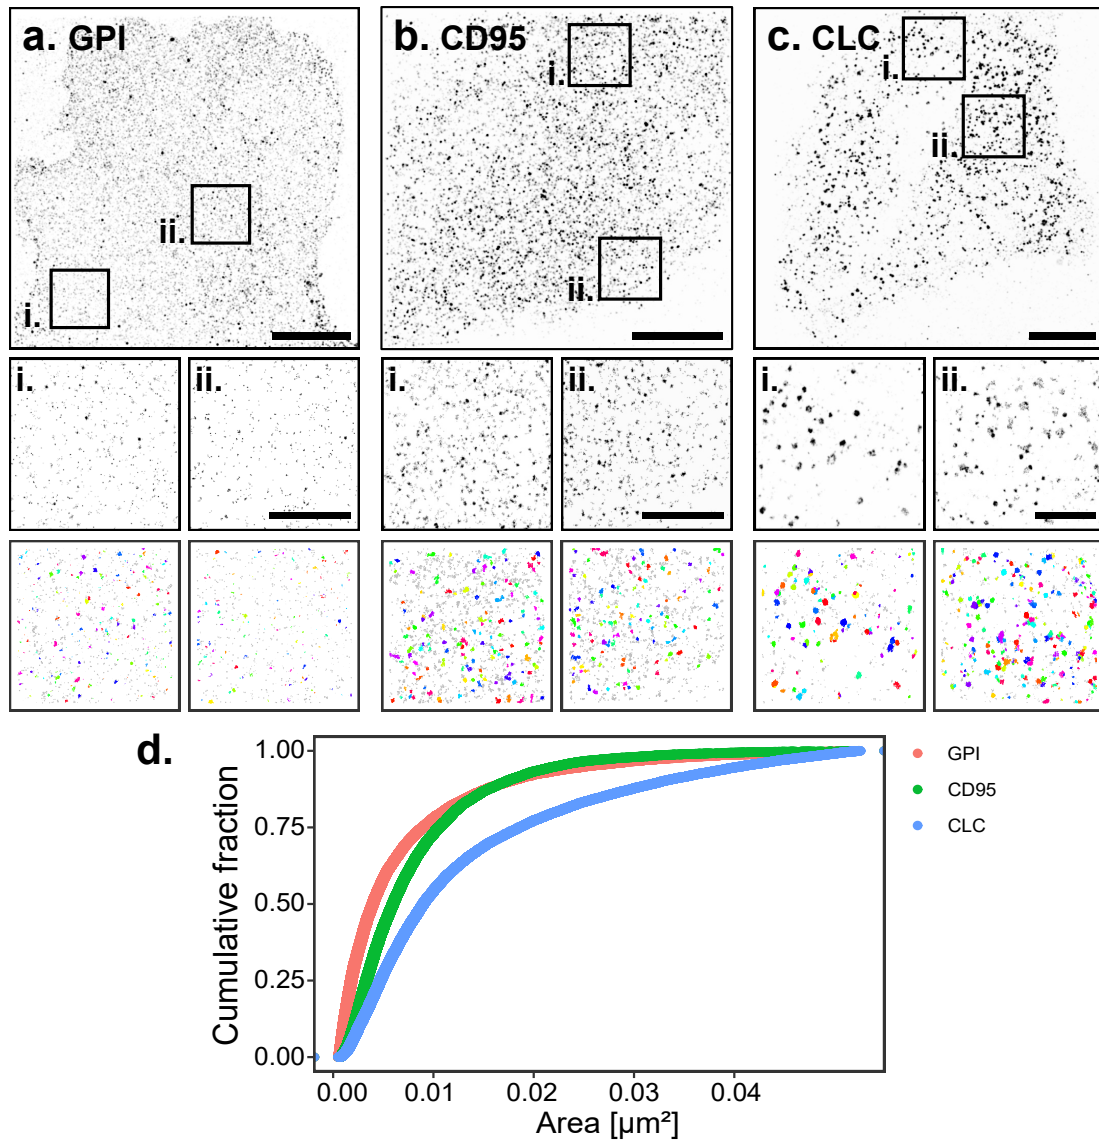 a. GPI
b. CD95
c. CLC
i.
ii.
i.
ii.
i.
ii.
i.
ii.
i.
ii.
i.
ii.
d.
Cumulative fraction
1.00
0.75
0.50
0.25
0.00
0.00
0.01
0.02
0.03
0.04
Area [µm²]
GPI
CD95
CLC